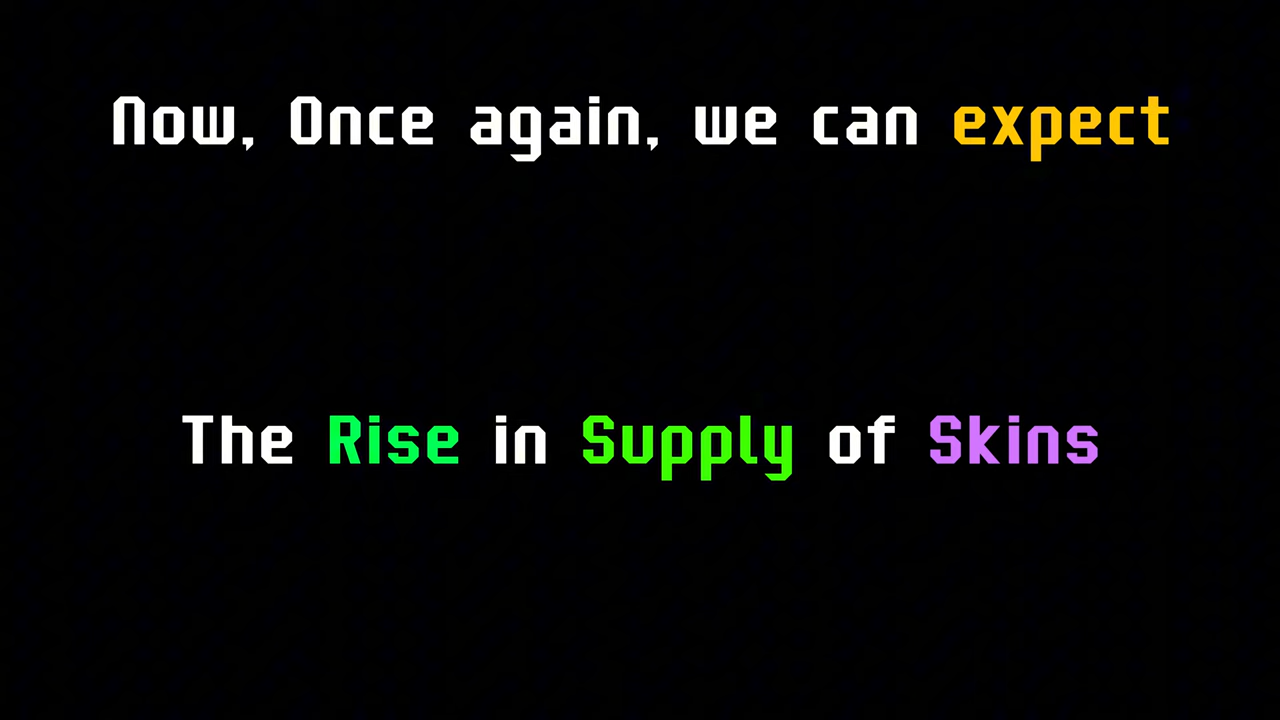 Now, Once again, we can expect
The Rise in Supply of Skins